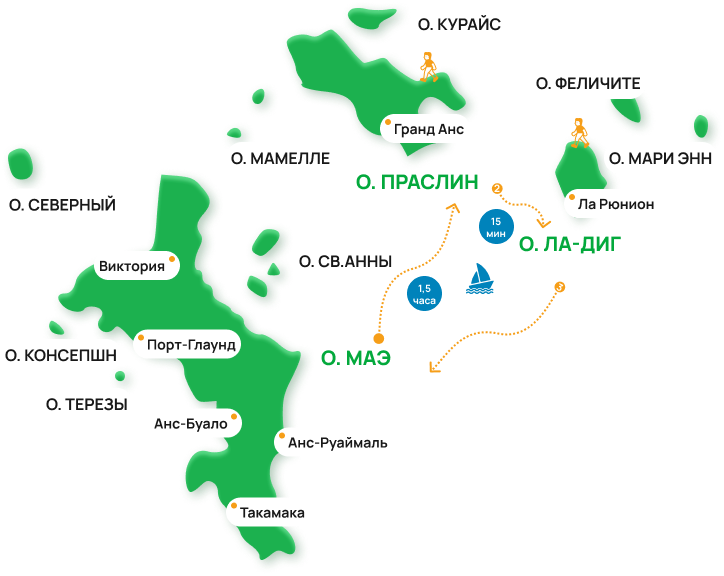 О. КУРАЙС
О. ФЕЛИЧИТЕ
Гранд Анс
О. МАМЕЛЛЕ
О. МАРИ ЭНН
О. ПРАСЛИН
2
О. СЕВЕРНЫЙ
Ла Рюнион
15
мин
О. ЛА-ДИГ
Виктория
О. СВ.АННЫ
1,5
часа
3
О. КОНСЕПШН
Порт-Глаунд
О. МАЭ
О. ТЕРЕЗЫ
Анс-Буало
Анс-Руаймаль
Такамака